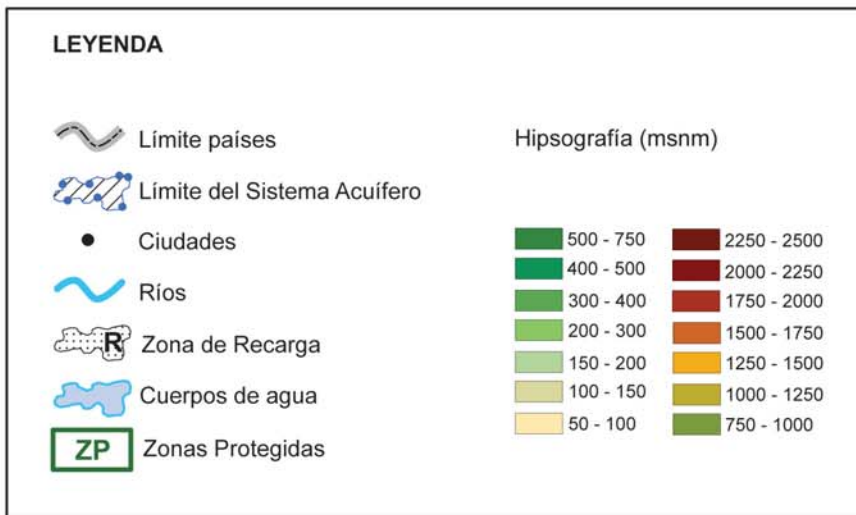 LEYENDA
Límite países
Límite del Sistema Acuífero
Ciudades
Ríos
R
Zona de Recarga
Cuerpos de agua
ZP
Zonas Protegidas
Hipsografía (msnm)
500 - 750
400 - 500
300 - 400
200 - 300
150 - 200
100 - 150
50 - 100
2250 - 2500
2000 - 2250
1750 - 2000
1500 - 1750
1250 - 1500
1000 - 1250
750 - 1000